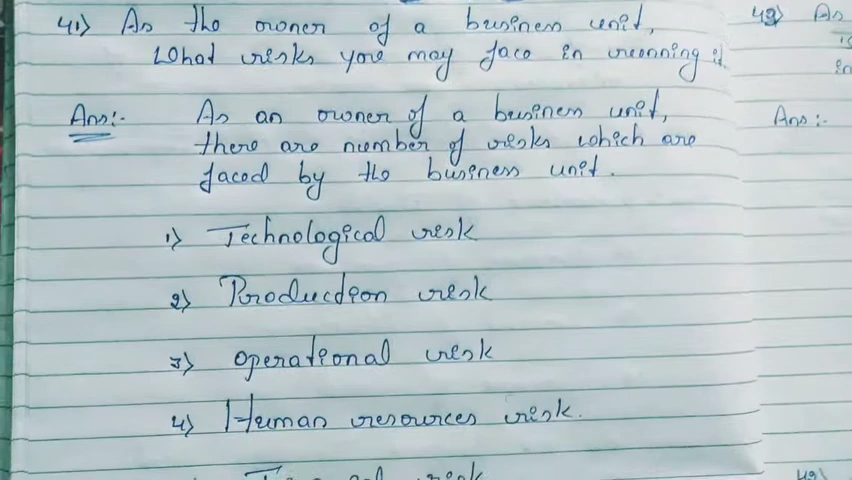 41) As the owner of a business unit,
What risks you may face in running it
Ans:- As an owner of a business unit,
there are number of risks which are
faced by the business unit.
1) Technological risk
2) Production risk
3) operational risk
4) Human resources risk.
risk
42) As
in
Ans:-